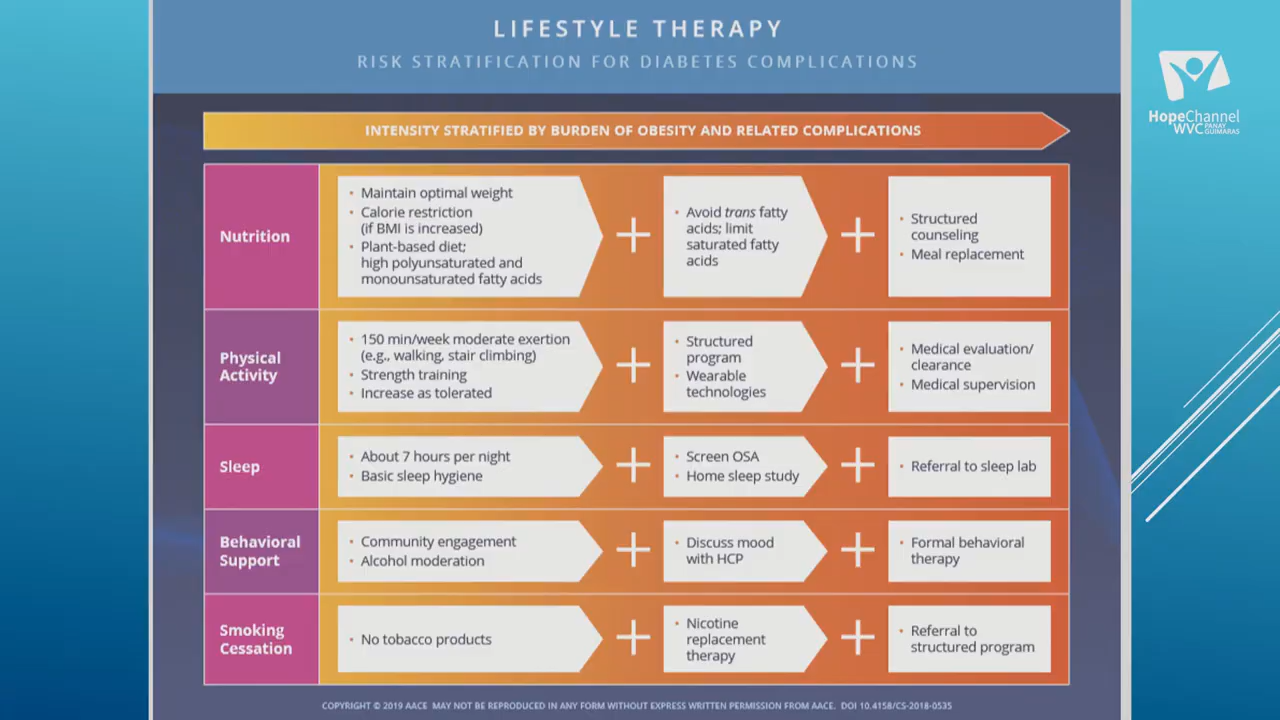 LIFESTYLE THERAPY
RISK STRATIFICATION FOR DIABETES COMPLICATIONS
HopeChannel
WVC PANAY
GUIMARAS
INTENSITY STRATIFIED BY BURDEN OF OBESITY AND RELATED COMPLICATIONS
Nutrition
• Maintain optimal weight
• Calorie restriction
(if BMI is increased)
• Plant-based diet;
high polyunsaturated and
monounsaturated fatty acids
+
• Avoid trans fatty
acids; limit
saturated fatty
acids
+
• Structured
counseling
• Meal replacement
Physical
Activity
• 150 min/week moderate exertion
(e.g., walking, stair climbing)
• Strength training
• Increase as tolerated
+
• Structured
program
• Wearable
technologies
+
• Medical evaluation/
clearance
• Medical supervision
Sleep
• About 7 hours per night
• Basic sleep hygiene
+
• Screen OSA
• Home sleep study
+
• Referral to sleep lab
Behavioral
Support
• Community engagement
• Alcohol moderation
+
• Discuss mood
with HCP
+
• Formal behavioral
therapy
Smoking
Cessation
• No tobacco products
+
• Nicotine
replacement
therapy
+
• Referral to
structured program
COPYRIGHT © 2019 AACE MAY NOT BE REPRODUCED IN ANY FORM WITHOUT EXPRESS WRITTEN PERMISSION FROM AACE. DOI 10.4158/CS-2018-0535